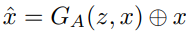 x̂ = G_A(z, x) ⊕ x